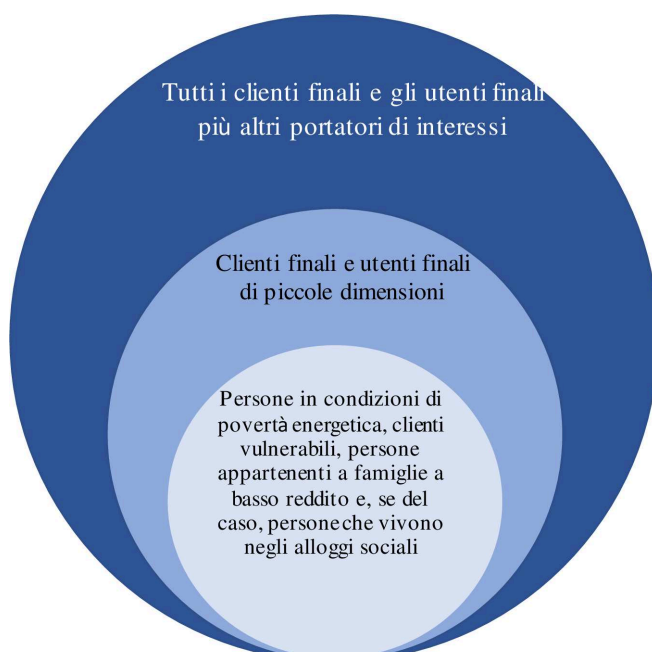 Tutti i clienti finali e gli utenti finali
più altri portatori di interessi
Clienti finali e utenti finali
di piccole dimensioni
Persone in condizioni di
povertà energetica, clienti
vulnerabili, persone
appartenenti a famiglie a
basso reddito e, se del
caso, persone che vivono
negli alloggi sociali